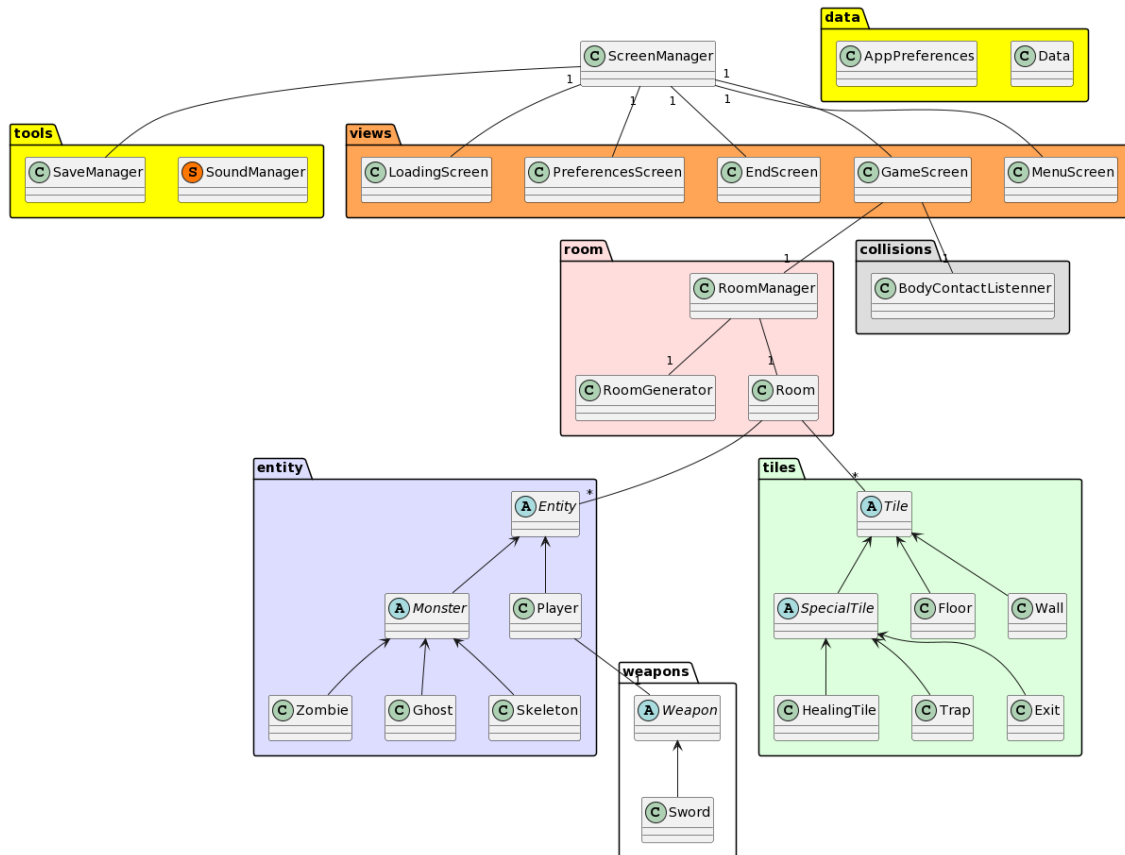 data
C ScreenManager
C AppPreferences
C Data
1
1
1
1
1
1
tools
views
C SaveManager
S SoundManager
C LoadingScreen
C PreferencesScreen
C EndScreen
C GameScreen
C MenuScreen
room
collisions
1
1
C RoomManager
C BodyContactListenner
1
1
C RoomGenerator
C Room
entity
tiles
*
*
A Entity
A Tile
A Monster
C Player
A SpecialTile
C Floor
C Wall
weapons
1
C Zombie
C Ghost
C Skeleton
A Weapon
C HealingTile
C Trap
C Exit
C Sword